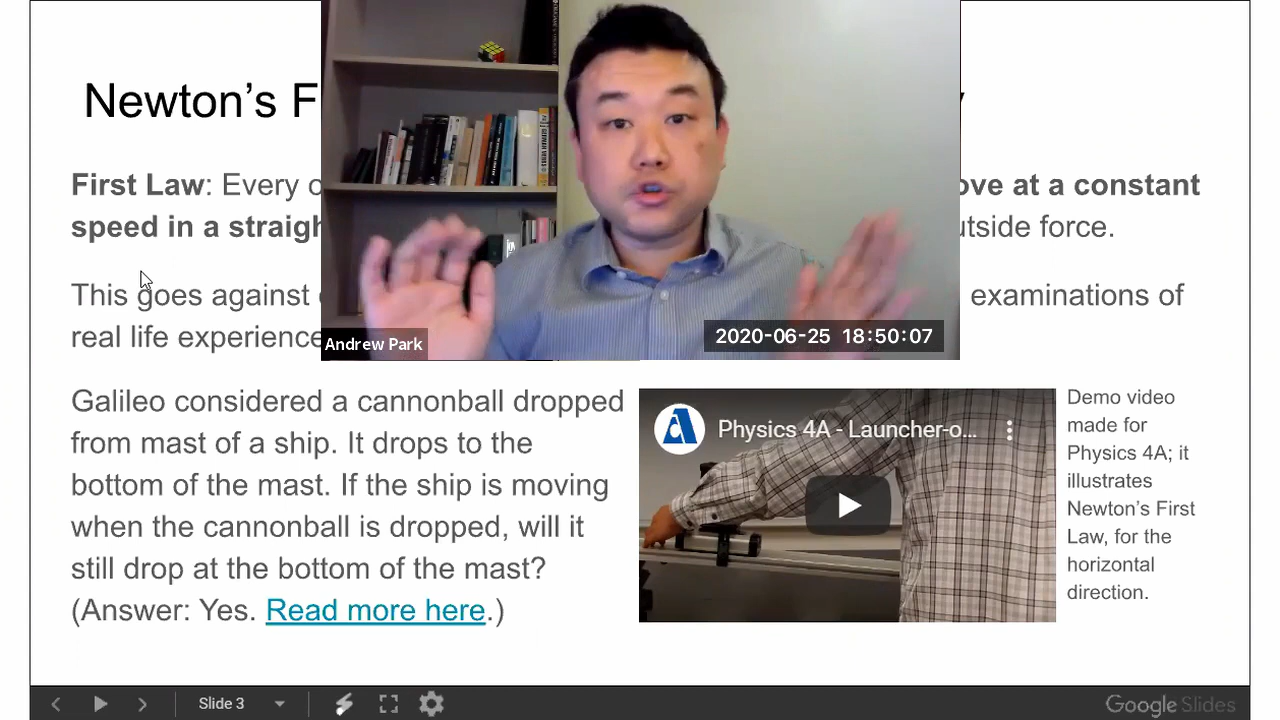 Newton's F
First Law: Every o
ove at a constant
speed in a straigh
utside force.
This goes against
examinations of
real life experience
Andrew Park
2020-06-25 18:50:07
Galileo considered a cannonball dropped
from mast of a ship. It drops to the
bottom of the mast. If the ship is moving
when the cannonball is dropped, will it
still drop at the bottom of the mast?
(Answer: Yes. Read more here.)
Physics 4A - Launcher-o...
Demo video
made for
Physics 4A; it
illustrates
Newton's First
Law, for the
horizontal
direction.
Slide 3
Google Slides